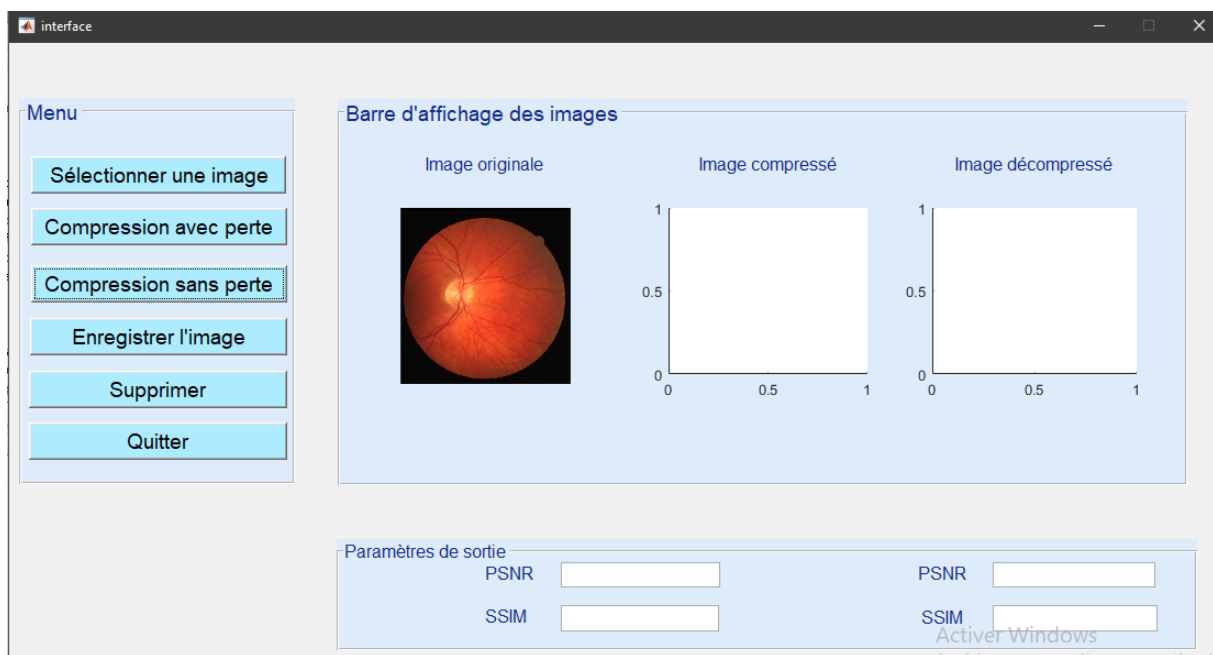 interface
Menu
Sélectionner une image
Compression avec perte
Compression sans perte
Enregistrer l'image
Supprimer
Quitter
Barre d'affichage des images
Image originale
Image compressé
Image décompressé
1
0.5
0
0 0.5 1
1
0.5
0
0 0.5 1
Paramètres de sortie
PSNR
PSNR
SSIM
SSIM
Activer Windows